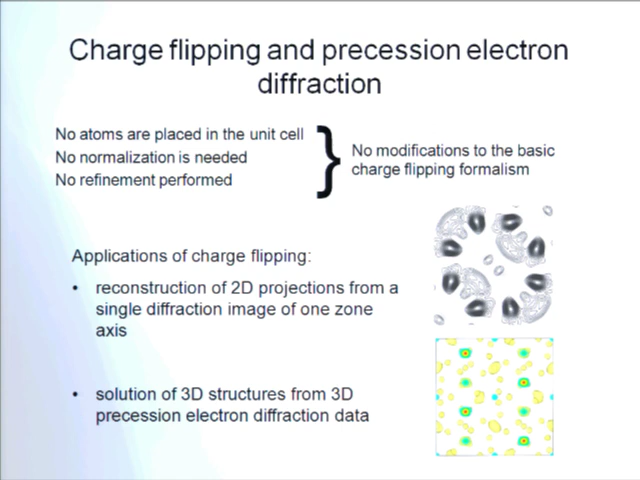 Charge flipping and precession electron
diffraction
No atoms are placed in the unit cell
No normalization is needed
No refinement performed
}
No modifications to the basic
charge flipping formalism
Applications of charge flipping:
• reconstruction of 2D projections from a
single diffraction image of one zone
axis
• solution of 3D structures from 3D
precession electron diffraction data